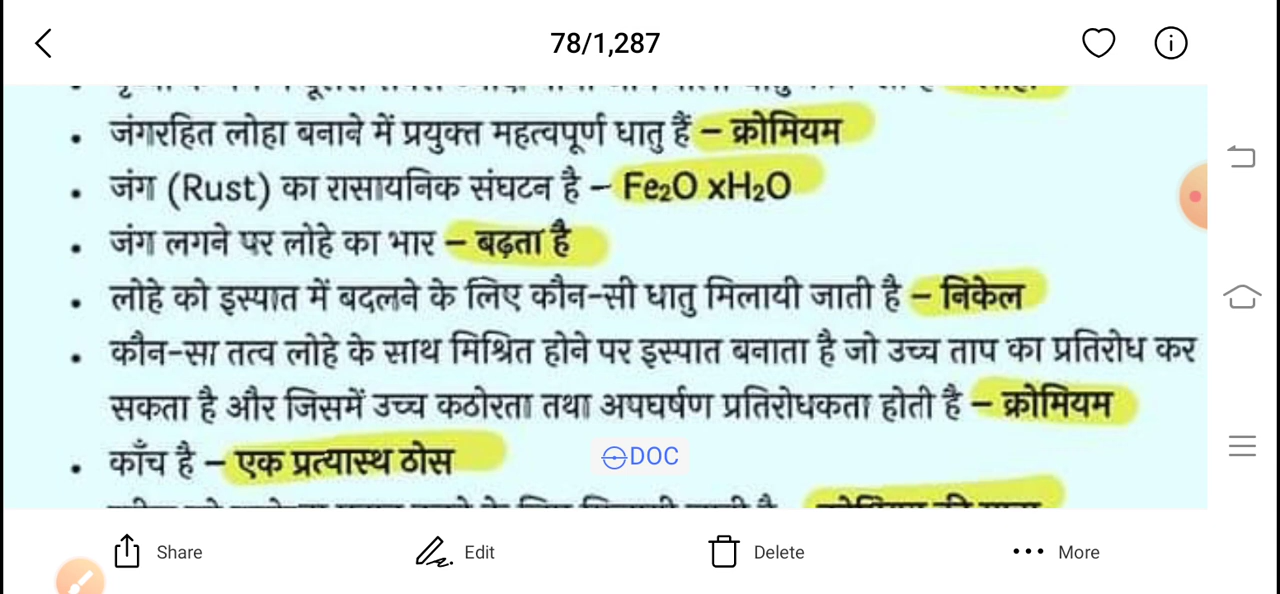 78/1,287
• जंगरहित लोहा बनाने में प्रयुक्त महत्वपूर्ण धातु हैं – क्रोमियम
• जंग (Rust) का रासायनिक संघटन है – Fe₂O xH₂O
• जंग लगने पर लोहे का भार – बढ़ता है
• लोहे को इस्पात में बदलने के लिए कौन-सी धातु मिलायी जाती है – निकेल
• कौन-सा तत्व लोहे के साथ मिश्रित होने पर इस्पात बनाता है जो उच्च ताप का प्रतिरोध कर
सकता है और जिसमें उच्च कठोरता तथा अपघर्षण प्रतिरोधकता होती है – क्रोमियम
• काँच है – एक प्रत्यास्थ ठोस
DOC
Share Edit Delete More